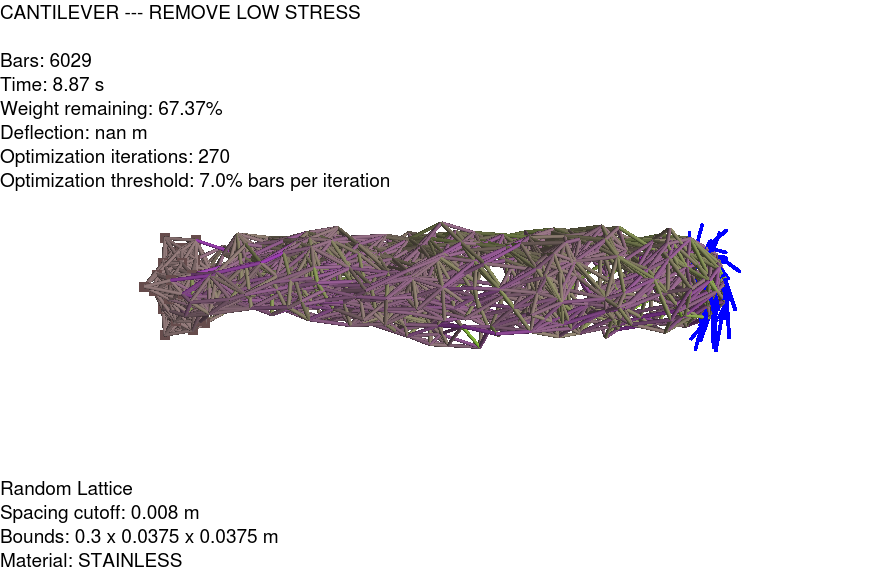 CANTILEVER --- REMOVE LOW STRESS
Bars: 6029
Time: 8.87 s
Weight remaining: 67.37%
Deflection: nan m
Optimization iterations: 270
Optimization threshold: 7.0% bars per iteration
Random Lattice
Spacing cutoff: 0.008 m
Bounds: 0.3 x 0.0375 x 0.0375 m
Material: STAINLESS